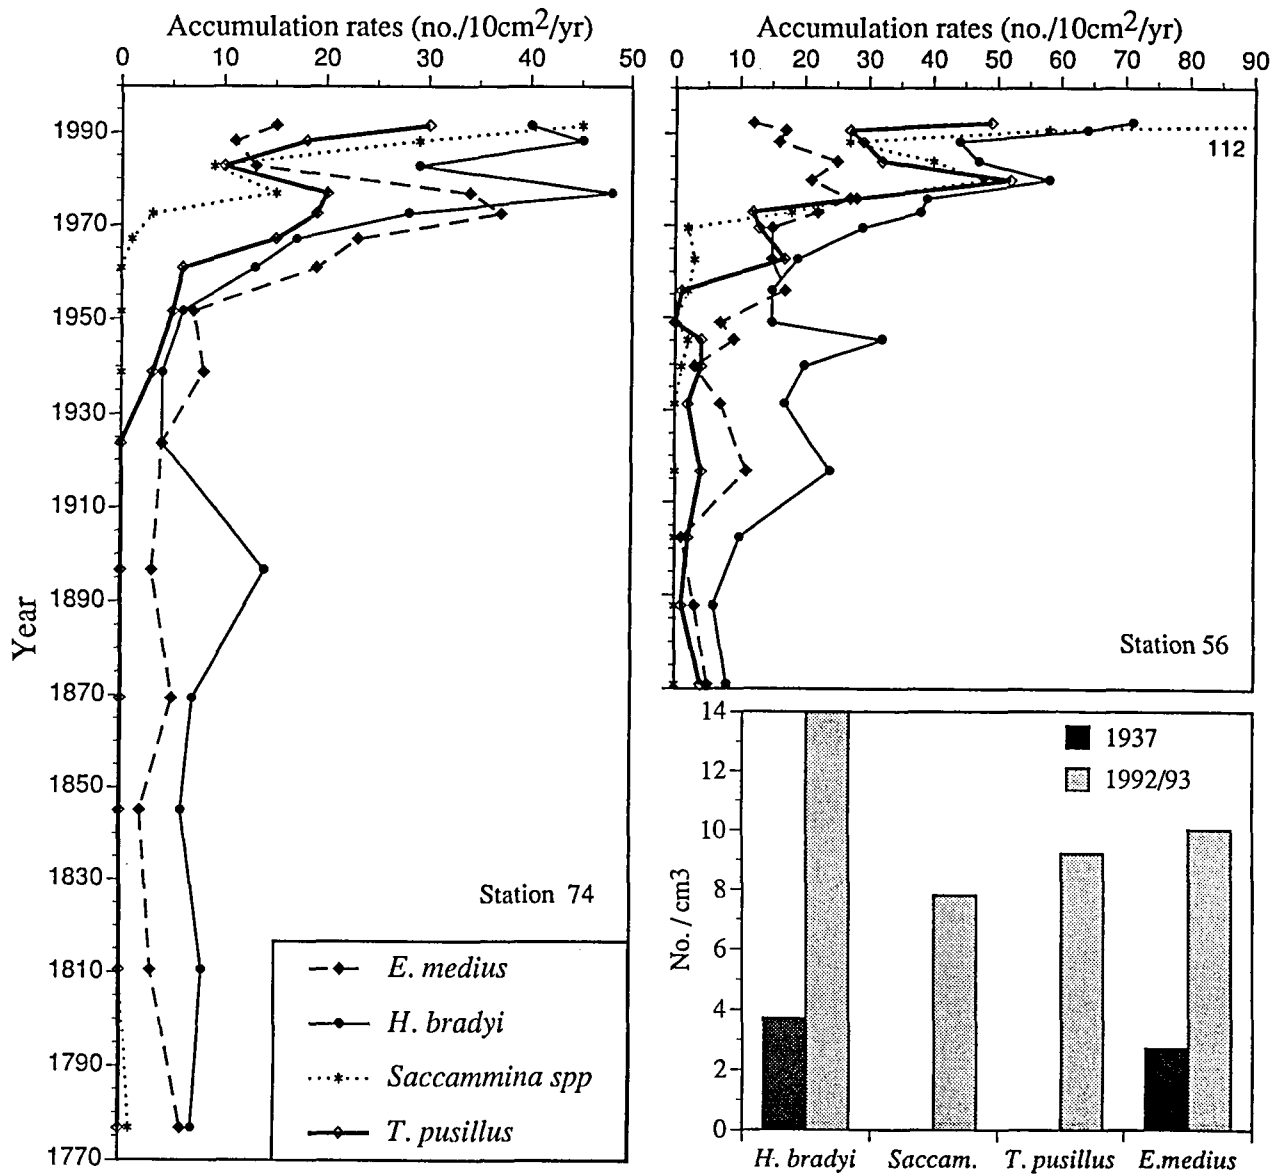 Accumulation rates (no./10cm2/yr)
0 10 20 30 40 50
Year
1990
1970
1950
1930
1910
1890
1870
1850
1830
1810
1790
1770
Station 74
E. medius
H. bradyi
Saccammina spp
T. pusillus
Accumulation rates (no./10cm2/yr)
0 10 20 30 40 50 60 70 80 90
112
Station 56
No. / cm3
14
12
10
8
6
4
2
0
1937
1992/93
H. bradyi Saccam. T. pusillus E.medius